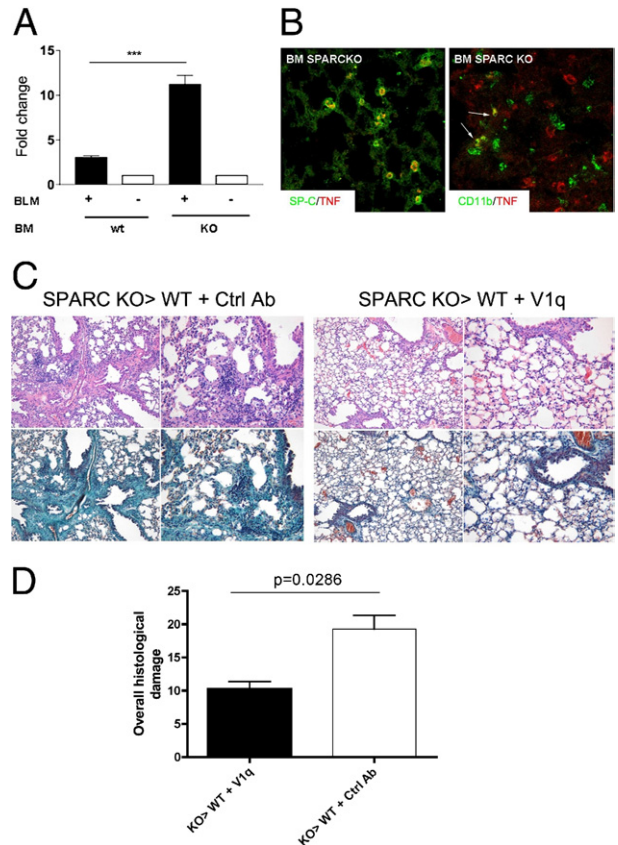 A
Fold change
15
10
5
0
***
BLM + - + -
BM wt KO
B
BM SPARCKO
SP-C/TNF
BM SPARC KO
CD11b/TNF
C
SPARC KO> WT + Ctrl Ab
SPARC KO> WT + V1q
D
p=0.0286
Overall histological
damage
25
20
15
10
5
0
KO> WT + V1q
KO> WT + Ctrl Ab